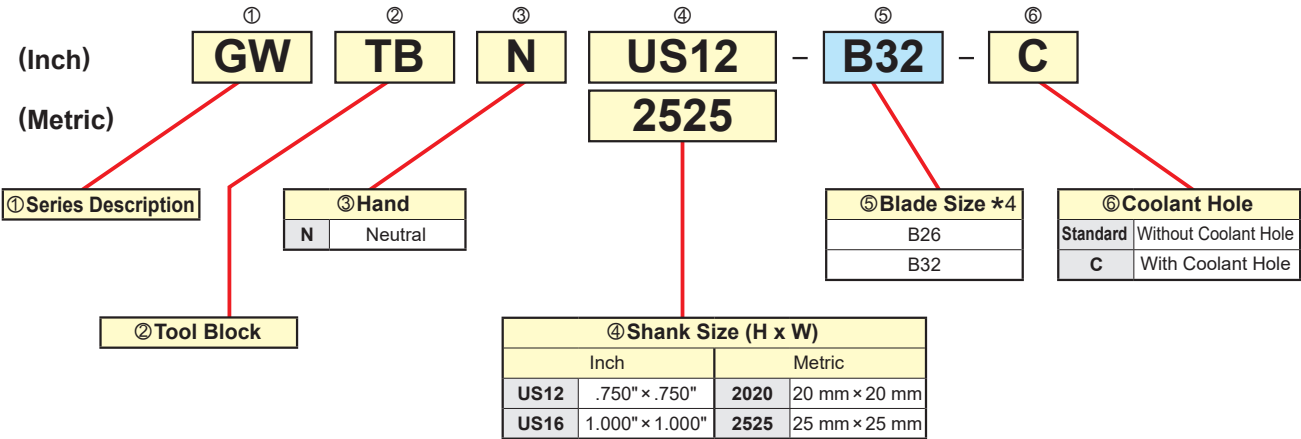 ① ② ③ ④ ⑤ ⑥
(Inch) GW TB N US12 – B32 – C
(Metric) 2525
①Series Description
③Hand
N Neutral
⑤Blade Size *4
B26
B32
⑥Coolant Hole
Standard Without Coolant Hole
C With Coolant Hole
②Tool Block
④Shank Size (H x W)
Inch Metric
US12 .750"×.750" 2020 20 mm×20 mm
US16 1.000"×1.000" 2525 25 mm×25 mm